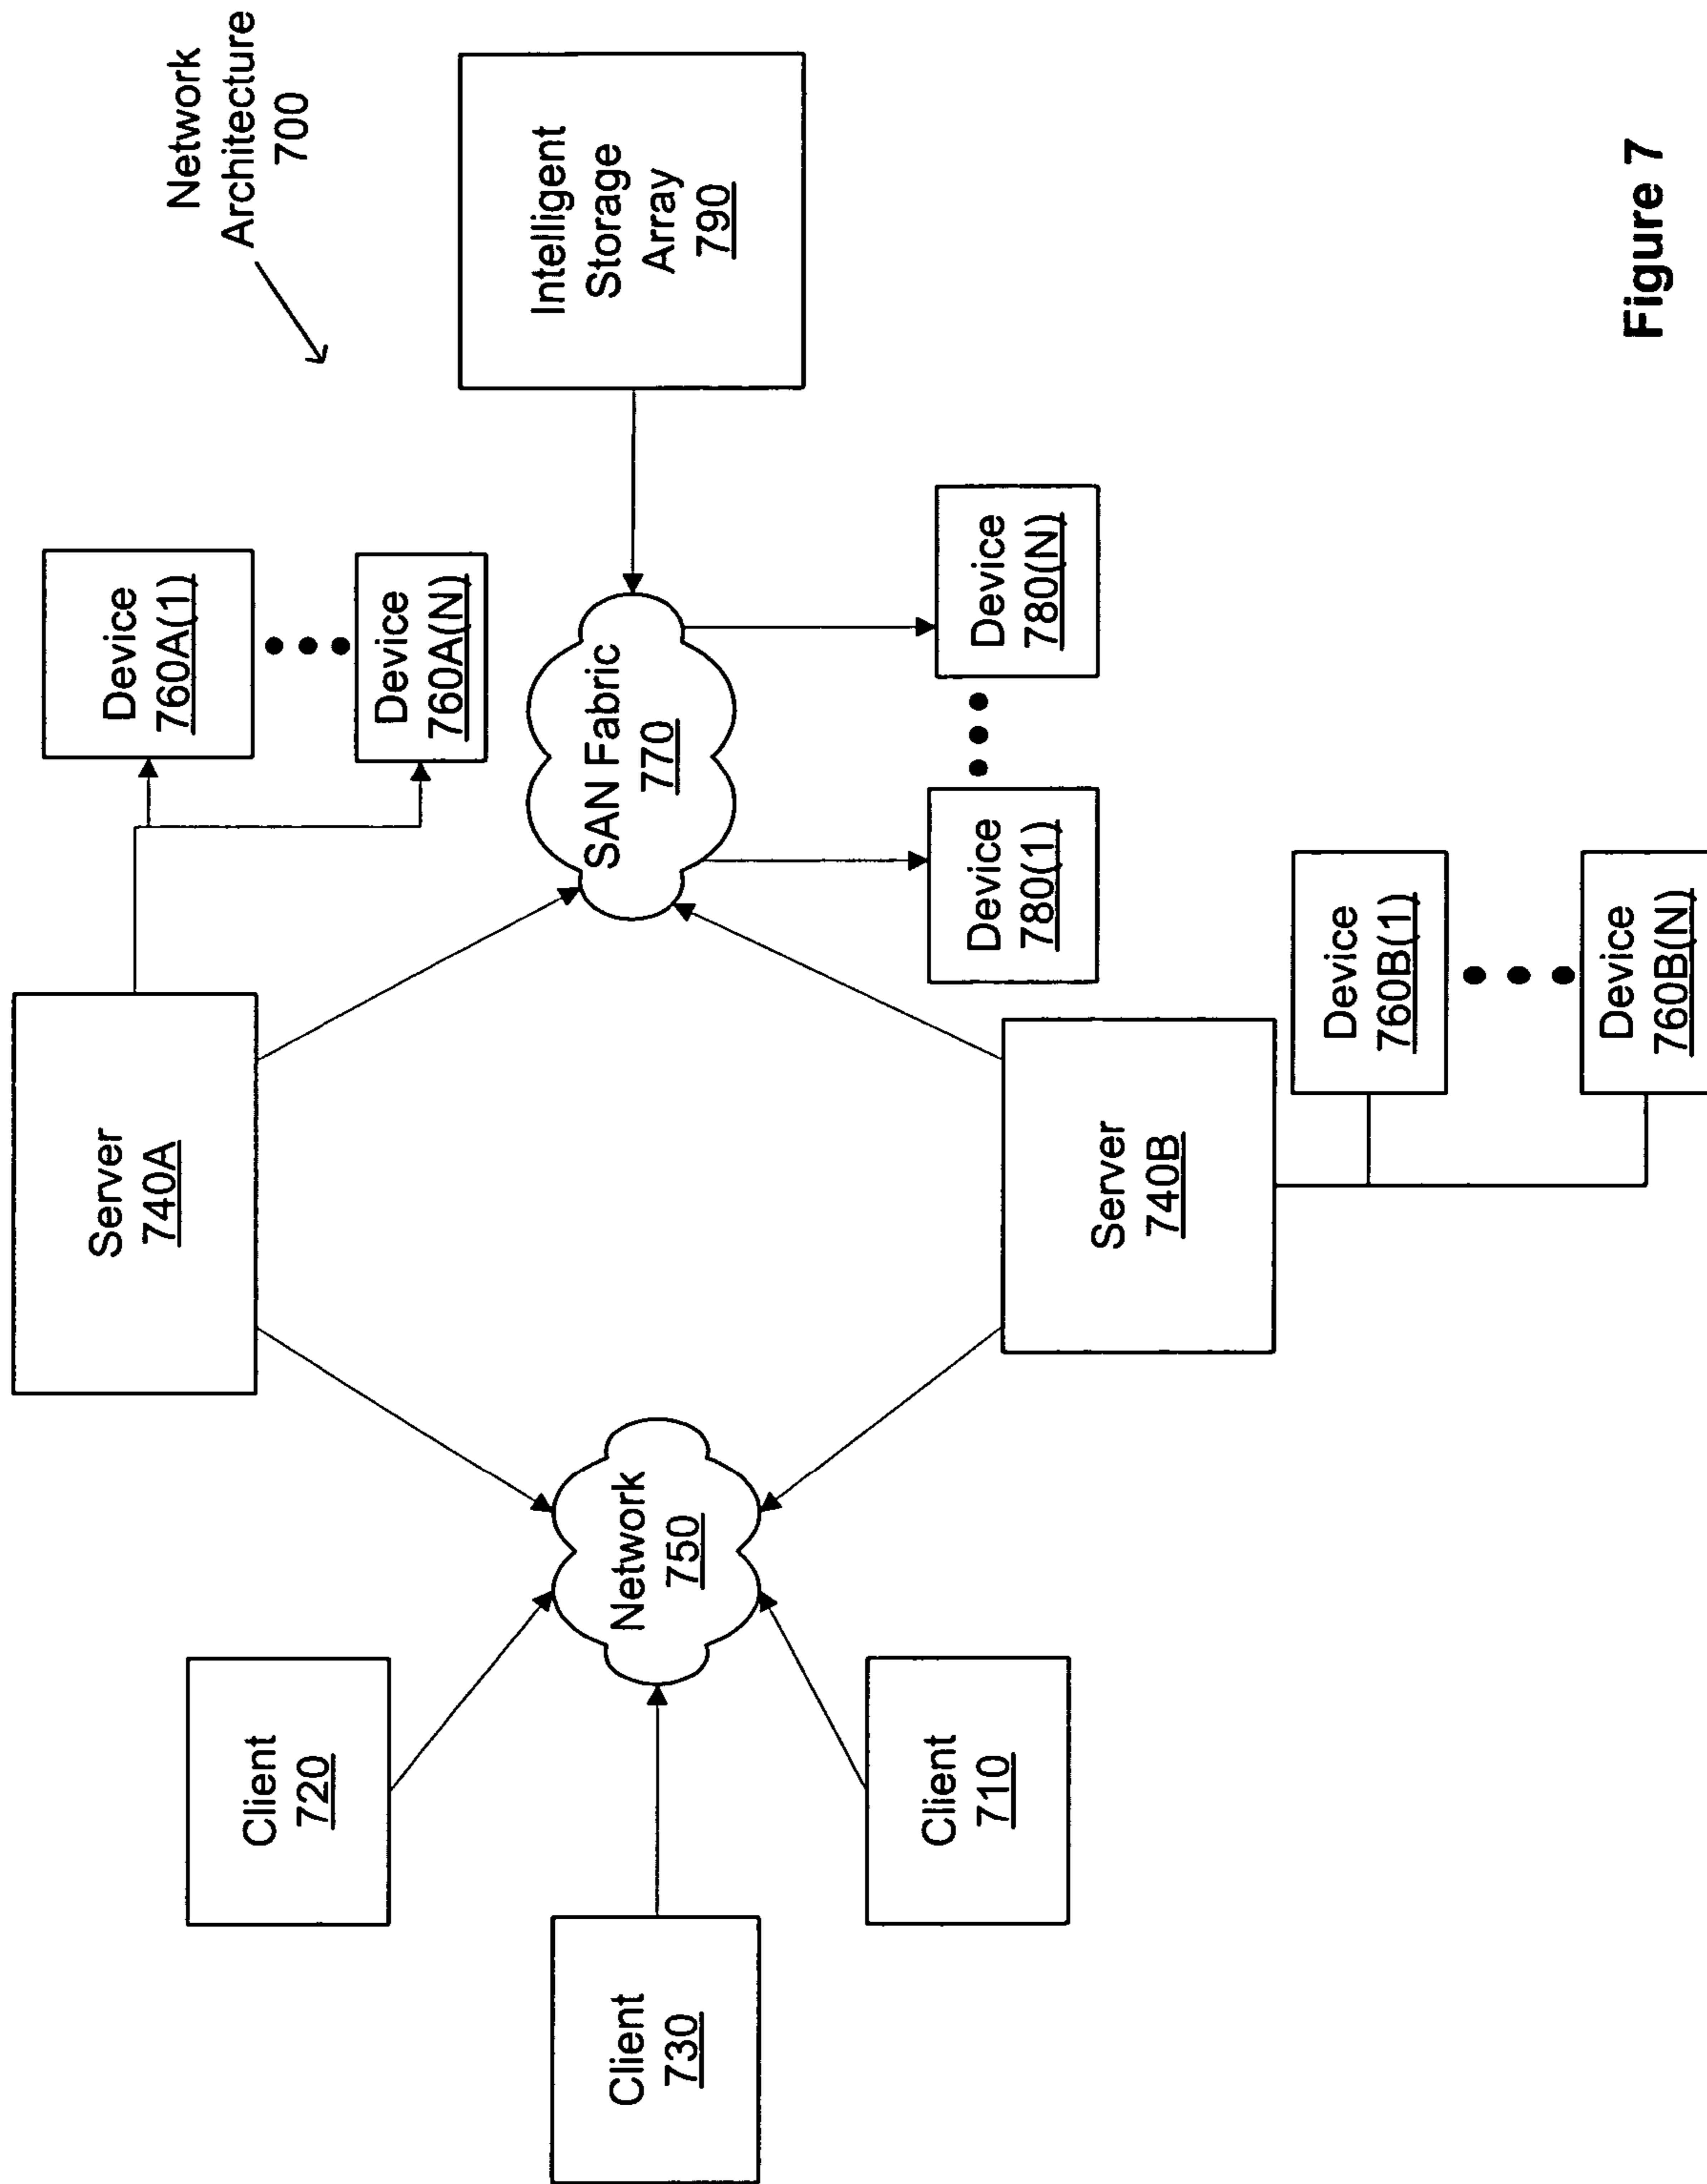 Network
Architecture
700
Client
720
Client
730
Client
710
Network
750
Server
740A
Server
740B
Device
760A(1)
Device
760A(N)
SAN Fabric
770
Intelligent
Storage
Array
790
Device
780(1)
Device
780(N)
Device
760B(1)
Device
760B(N)
Figure 7